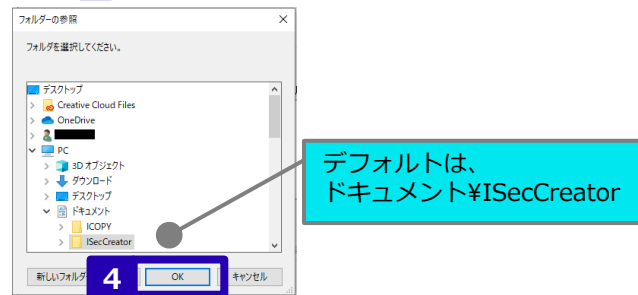 フォルダーの参照
フォルダを選択してください。
デスクトップ
Creative Cloud Files
OneDrive
PC
3D オブジェクト
ダウンロード
デスクトップ
ドキュメント
ICOPY
ISecCreator
デフォルトは、
ドキュメント¥ISecCreator
新しいフォルダ 4 OK キャンセル